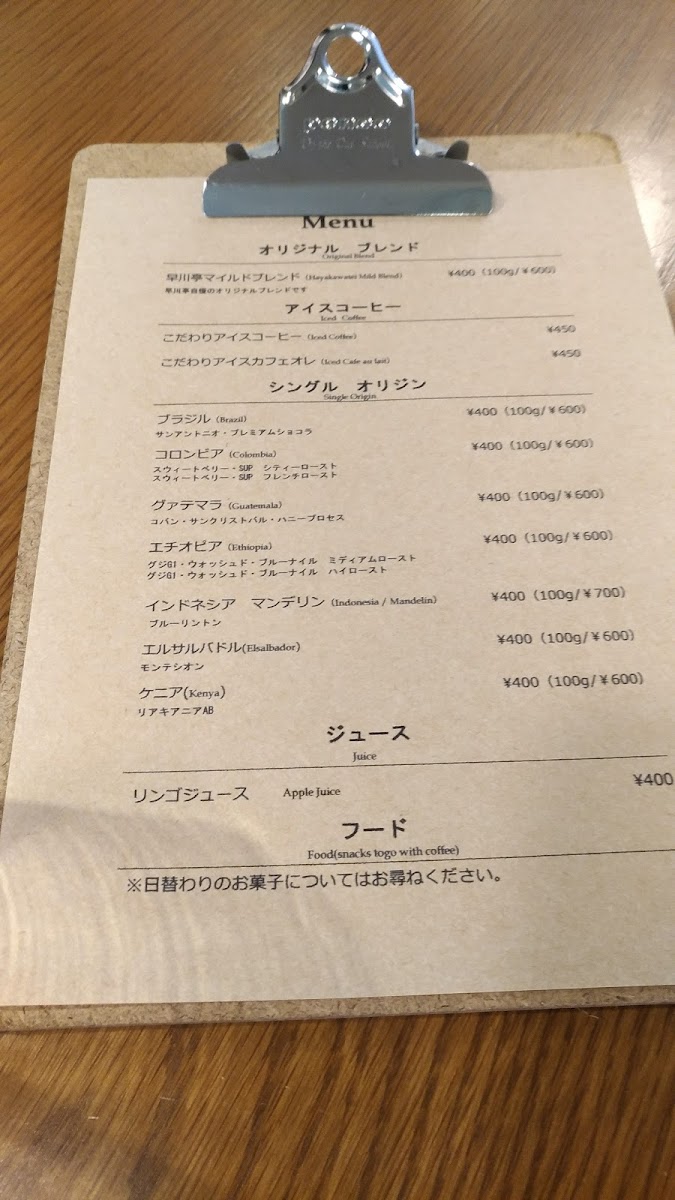 Menu
オリジナル ブレンド
Original Blend
早川亭マイルドブレンド (Hayakawatei Mild Blend) ¥400 (100g/¥600)
早川亭自慢のオリジナルブレンドです
アイスコーヒー
Iced Coffee
こだわりアイスコーヒー (Iced Coffee) ¥450
こだわりアイスカフェオレ (Iced Cafe au lait) ¥450
シングル オリジン
Single Origin
ブラジル (Brazil) ¥400 (100g/¥600)
サンアントニオ・プレミアムショコラ
コロンビア (Colombia) ¥400 (100g/¥600)
スウィートベリー・SUP シティーロースト
スウィートベリー・SUP フレンチロースト
グァテマラ (Guatemala) ¥400 (100g/¥600)
コバン・サンクリストバル・ハニープロセス
エチオピア (Ethiopia) ¥400 (100g/¥600)
グジG1・ウォッシュド・ブルーナイル ミディアムロースト
グジG1・ウォッシュド・ブルーナイル ハイロースト
インドネシア マンデリン (Indonesia / Mandelin) ¥400 (100g/¥700)
ブルーリントン
エルサルバドル(Elsalbador) ¥400 (100g/¥600)
モンテシオン
ケニア(Kenya) ¥400 (100g/¥600)
リアキアニアAB
ジュース
Juice
リンゴジュース Apple Juice ¥400
フード
Food(snacks togo with coffee)
※日替わりのお菓子についてはお尋ねください。